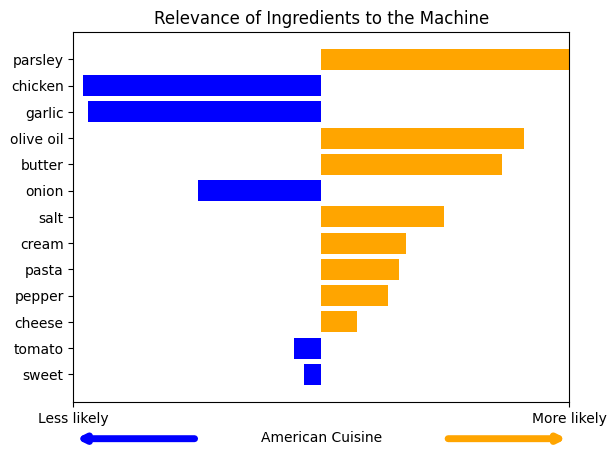 Relevance of Ingredients to the Machine
parsley
chicken
garlic
olive oil
butter
onion
salt
cream
pasta
pepper
cheese
tomato
sweet
Less likely
More likely
American Cuisine